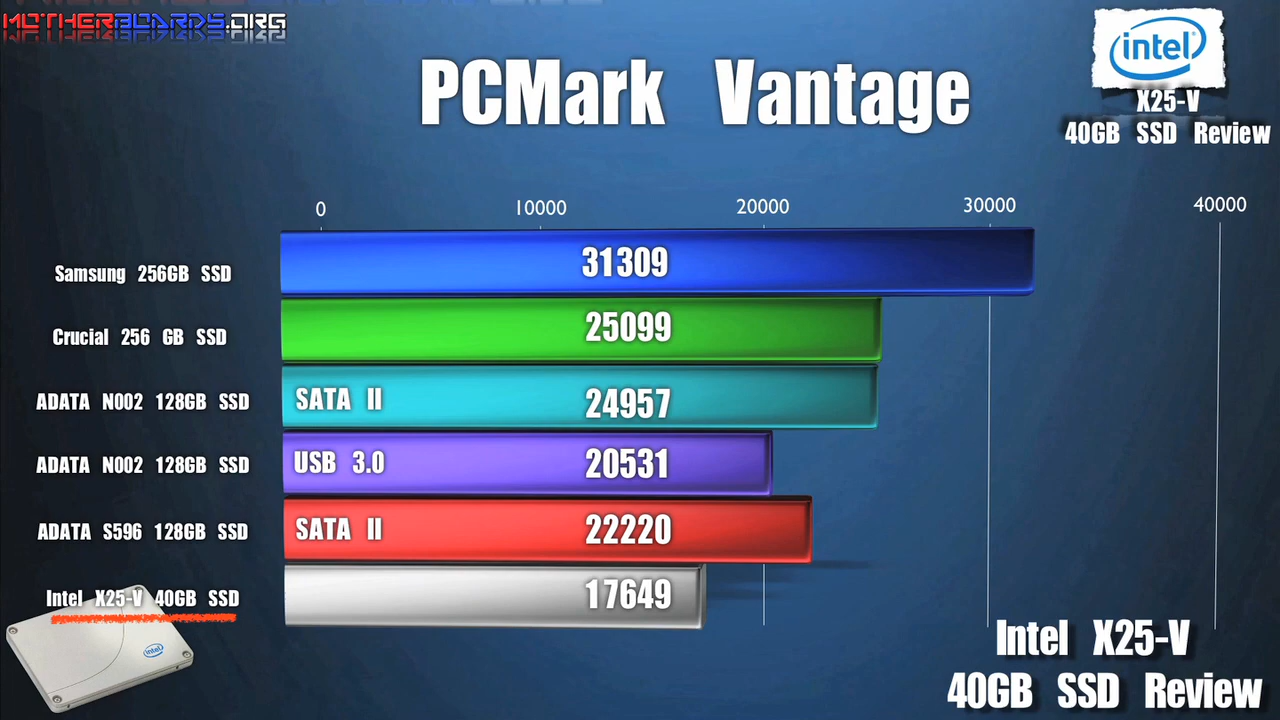 MOTHERBOARDS.ORG
intel
X25-V
40GB SSD Review
PCMark Vantage
0 10000 20000 30000 40000
Samsung 256GB SSD 31309
Crucial 256 GB SSD 25099
ADATA N002 128GB SSD SATA II 24957
ADATA N002 128GB SSD USB 3.0 20531
ADATA S596 128GB SSD SATA II 22220
Intel X25-V 40GB SSD 17649
intel
Intel X25-V
40GB SSD Review